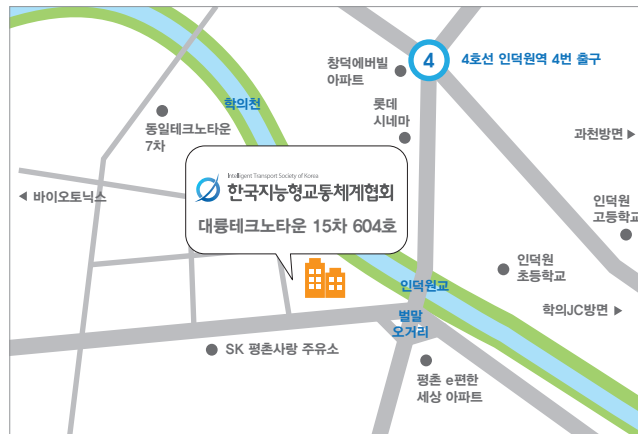 4
4호선 인덕원역 4번 출구
창덕에버빌
아파트
롯데
시네마
학의천
동일테크노타운
7차
과천방면 ▶
Intelligent Transport Society of Korea
한국지능형교통체계협회
대륭테크노타운 15차 604호
◀ 바이오토닉스
인덕원
고등학교
인덕원
초등학교
인덕원교
학의JC방면 ▶
벌말
오거리
SK 평촌사랑 주유소
평촌 e편한
세상 아파트